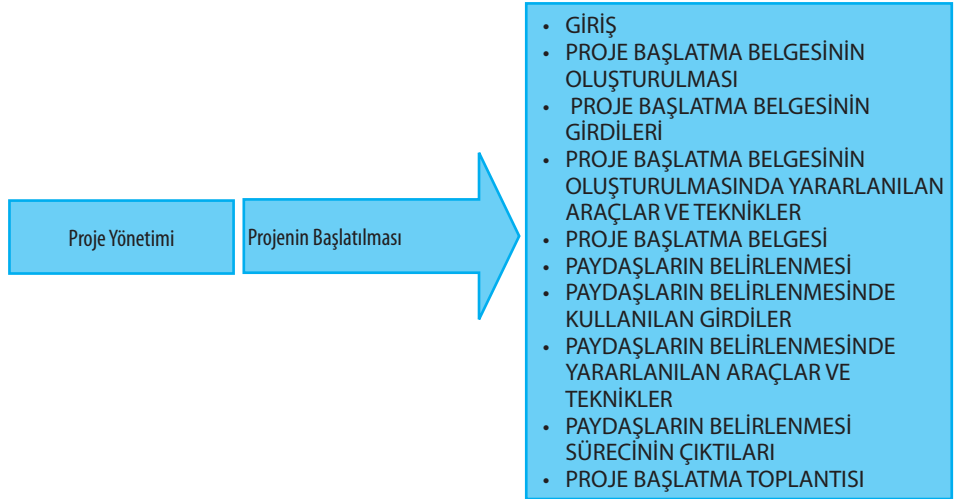 Proje Yönetimi
Projenin Başlatılması
• GİRİŞ
• PROJE BAŞLATMA BELGESİNİN
OLUŞTURULMASI
• PROJE BAŞLATMA BELGESİNİN
GİRDİLERİ
• PROJE BAŞLATMA BELGESİNİN
OLUŞTURULMASINDA YARARLANILAN
ARAÇLAR VE TEKNİKLER
• PROJE BAŞLATMA BELGESİ
• PAYDAŞLARIN BELİRLENMESİ
• PAYDAŞLARIN BELİRLENMESİNDE
KULLANILAN GİRDİLER
• PAYDAŞLARIN BELİRLENMESİNDE
YARARLANILAN ARAÇLAR VE
TEKNİKLER
• PAYDAŞLARIN BELİRLENMESİ
SÜRECİNİN ÇIKTILARI
• PROJE BAŞLATMA TOPLANTISI